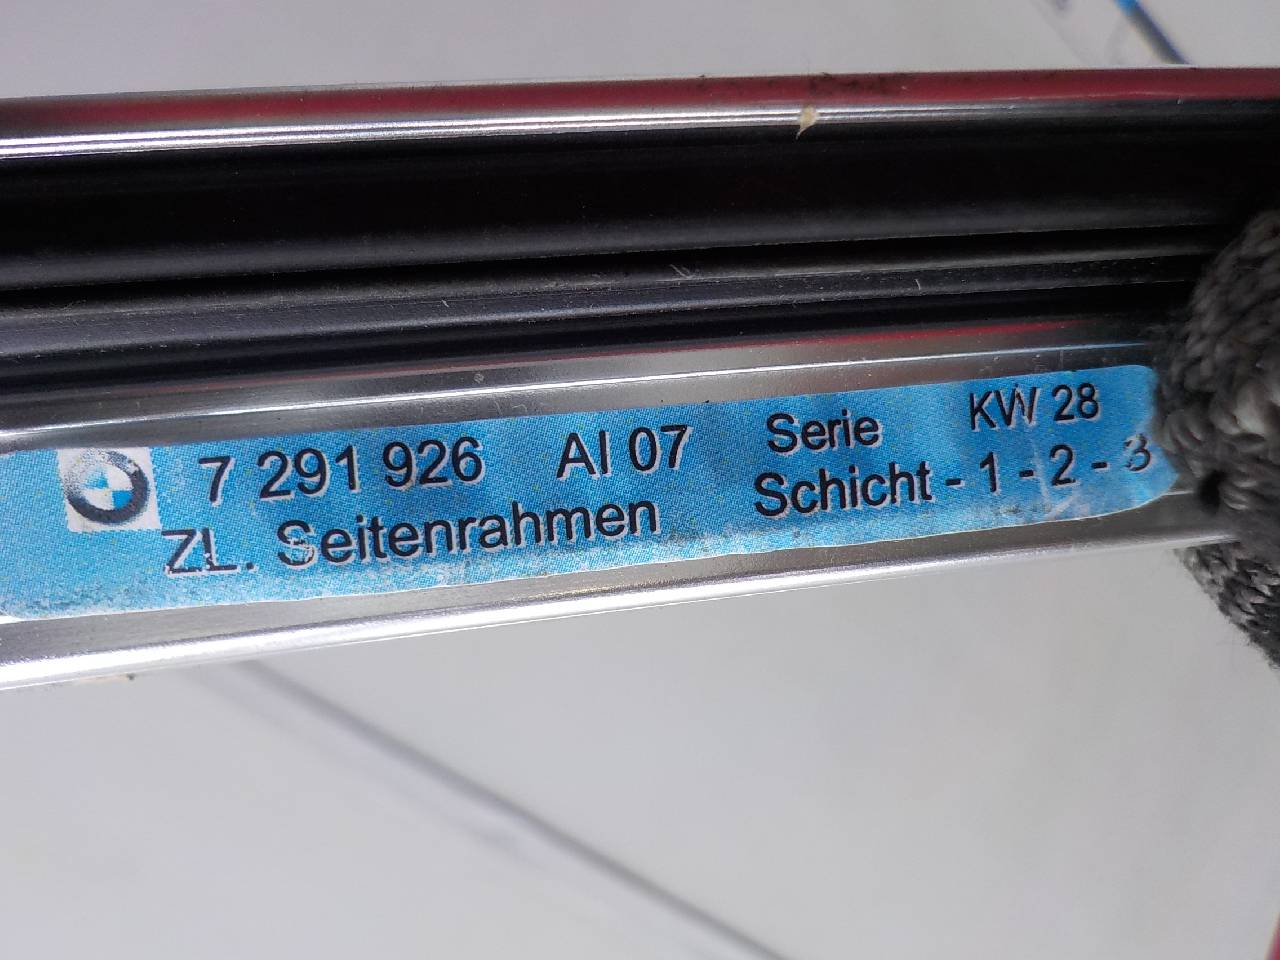 7 291 926 AI 07 Serie KW 28
ZL. Seitenrahmen Schicht - 1 - 2 - 3